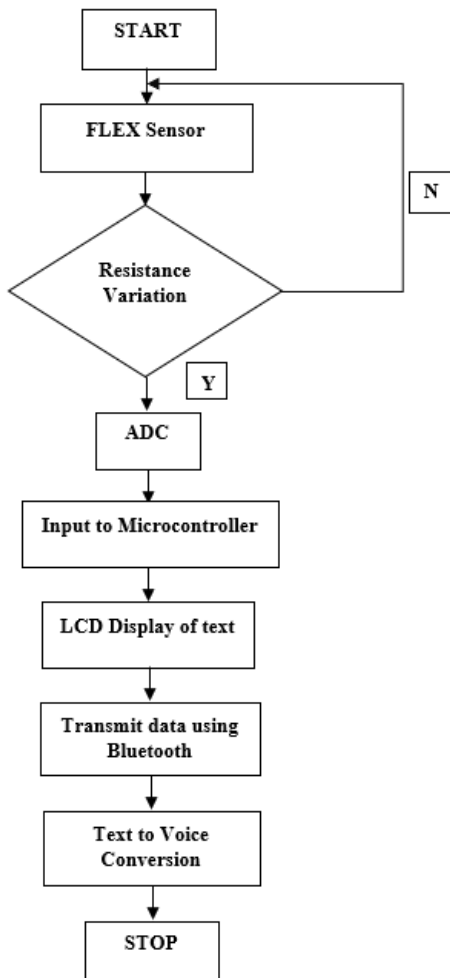 START
FLEX Sensor
N
Resistance
Variation
Y
ADC
Input to Microcontroller
LCD Display of text
Transmit data using
Bluetooth
Text to Voice
Conversion
STOP